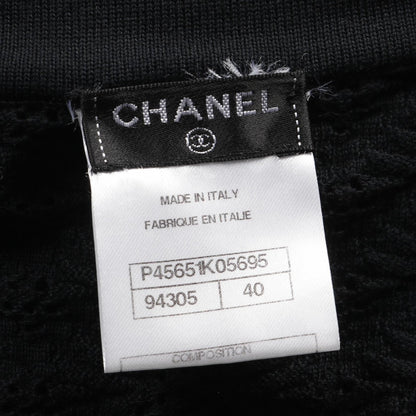 CHANEL
MADE IN ITALY
FABRIQUE EN ITALIE
P45651K05695
94305 40
COMPOSITION